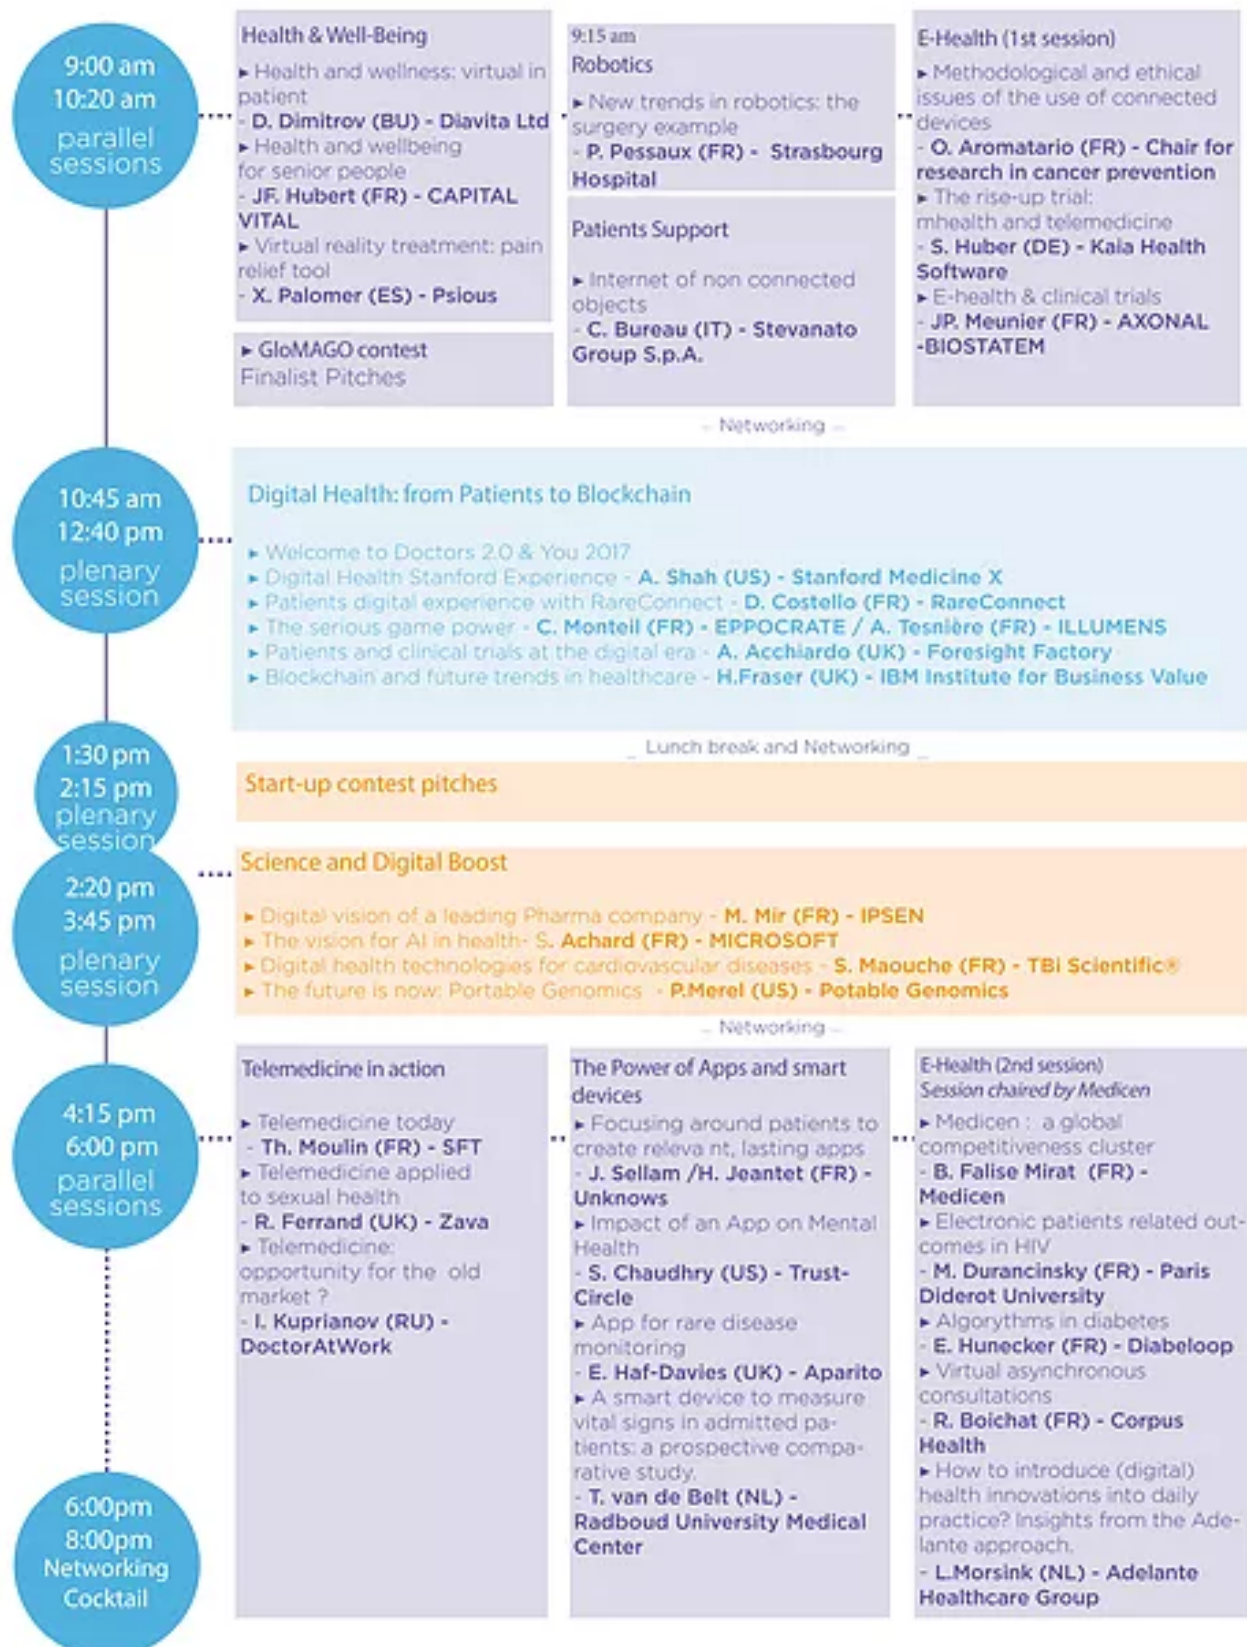 9:00 am
10:20 am
parallel
sessions
Health & Well-Being
► Health and wellness: virtual in
patient
- D. Dimitrov (BU) - Diavita Ltd
► Health and wellbeing
for senior people
- JF. Hubert (FR) - CAPITAL
VITAL
► Virtual reality treatment: pain
relief tool
- X. Palomer (ES) - Psious
► GloMAGO contest
Finalist Pitches
9:15 am
Robotics
► New trends in robotics: the
surgery example
- P. Pessaux (FR) - Strasbourg
Hospital
Patients Support
► Internet of non connected
objects
- C. Bureau (IT) - Stevanato
Group S.p.A.
E-Health (1st session)
► Methodological and ethical
issues of the use of connected
devices
- O. Aromatario (FR) - Chair for
research in cancer prevention
► The rise-up trial:
mhealth and telemedicine
- S. Huber (DE) - Kaia Health
Software
► E-health & clinical trials
- JP. Meunier (FR) - AXONAL
-BIOSTATEM
– Networking –
10:45 am
12:40 pm
plenary
session
Digital Health: from Patients to Blockchain
► Welcome to Doctors 2.0 & You 2017
► Digital Health Stanford Experience - A. Shah (US) - Stanford Medicine X
► Patients digital experience with RareConnect - D. Costello (FR) - RareConnect
► The serious game power - C. Monteil (FR) - EPPOCRATE / A. Tesnière (FR) - ILLUMENS
► Patients and clinical trials at the digital era - A. Acchiardo (UK) - Foresight Factory
► Blockchain and future trends in healthcare - H.Fraser (UK) - IBM Institute for Business Value
_ Lunch break and Networking _
1:30 pm
2:15 pm
plenary
session
Start-up contest pitches
2:20 pm
3:45 pm
plenary
session
Science and Digital Boost
► Digital vision of a leading Pharma company - M. Mir (FR) - IPSEN
► The vision for AI in health- S. Achard (FR) - MICROSOFT
► Digital health technologies for cardiovascular diseases - S. Maouche (FR) - TBi Scientific®
► The future is now: Portable Genomics - P.Merel (US) - Potable Genomics
– Networking –
4:15 pm
6:00 pm
parallel
sessions
Telemedicine in action
► Telemedicine today
- Th. Moulin (FR) - SFT
► Telemedicine applied
to sexual health
- R. Ferrand (UK) - Zava
► Telemedicine:
opportunity for the old
market ?
- I. Kuprianov (RU) -
DoctorAtWork
The Power of Apps and smart
devices
► Focusing around patients to
create releva nt, lasting apps
- J. Sellam /H. Jeantet (FR) -
Unknows
► Impact of an App on Mental
Health
- S. Chaudhry (US) - Trust-
Circle
► App for rare disease
monitoring
- E. Haf-Davies (UK) - Aparito
► A smart device to measure
vital signs in admitted pa-
tients: a prospective compa-
rative study.
- T. van de Belt (NL) -
Radboud University Medical
Center
E-Health (2nd session)
Session chaired by Medicen
► Medicen : a global
competitiveness cluster
- B. Falise Mirat (FR) -
Medicen
► Electronic patients related out-
comes in HIV
- M. Durancinsky (FR) - Paris
Diderot University
► Algorythms in diabetes
- E. Hunecker (FR) - Diabeloop
► Virtual asynchronous
consultations
- R. Boichat (FR) - Corpus
Health
► How to introduce (digital)
health innovations into daily
practice? Insights from the Ade-
lante approach.
- L.Morsink (NL) - Adelante
Healthcare Group
6:00pm
8:00pm
Networking
Cocktail